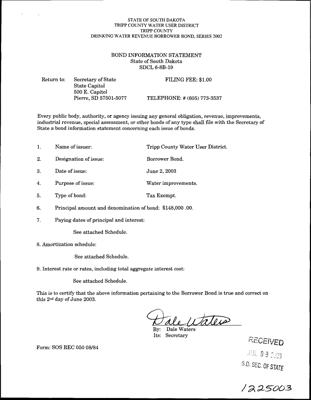 STATE OF SOUTH DAKOTA
TRIPP COUNTY WATER USER DISTRICT
TRIPP COUNTY
DRINKING WATER REVENUE BORROWER BOND, SERIES 2002
BOND INFORMATION STATEMENT
State of South Dakota
SDCL 6-8B-19
Return to: Secretary of State FILING FEE: $1.00
State Capitol
500 E. Capitol
Pierre, SD 57501-5077 TELEPHONE: # (605) 773-3537
Every public body, authority, or agency issuing any general obligation, revenue, improvements,
industrial revenue, special assessment, or other bonds of any type shall file with the Secretary of
State a bond information statement concerning each issue of bonds.
1. Name of issuer: Tripp County Water User District.
2. Designation of issue: Borrower Bond.
3. Date of issue: June 2, 2003
4. Purpose of issue: Water improvements.
5. Type of bond: Tax Exempt.
6. Principal amount and denomination of bond: $148,000 .00.
7. Paying dates of principal and interest:
See attached Schedule.
8. Amortization schedule:
See attached Schedule.
9. Interest rate or rates, including total aggregate interest cost:
See attached Schedule.
This is to certify that the above information pertaining to the Borrower Bond is true and correct on
this 2nd day of June 2003.
Dale Waters
By: Dale Waters
Its: Secretary
RECEIVED
S.D. SEC. OF STATE
Form: SOS REC 050 08/84
1225003